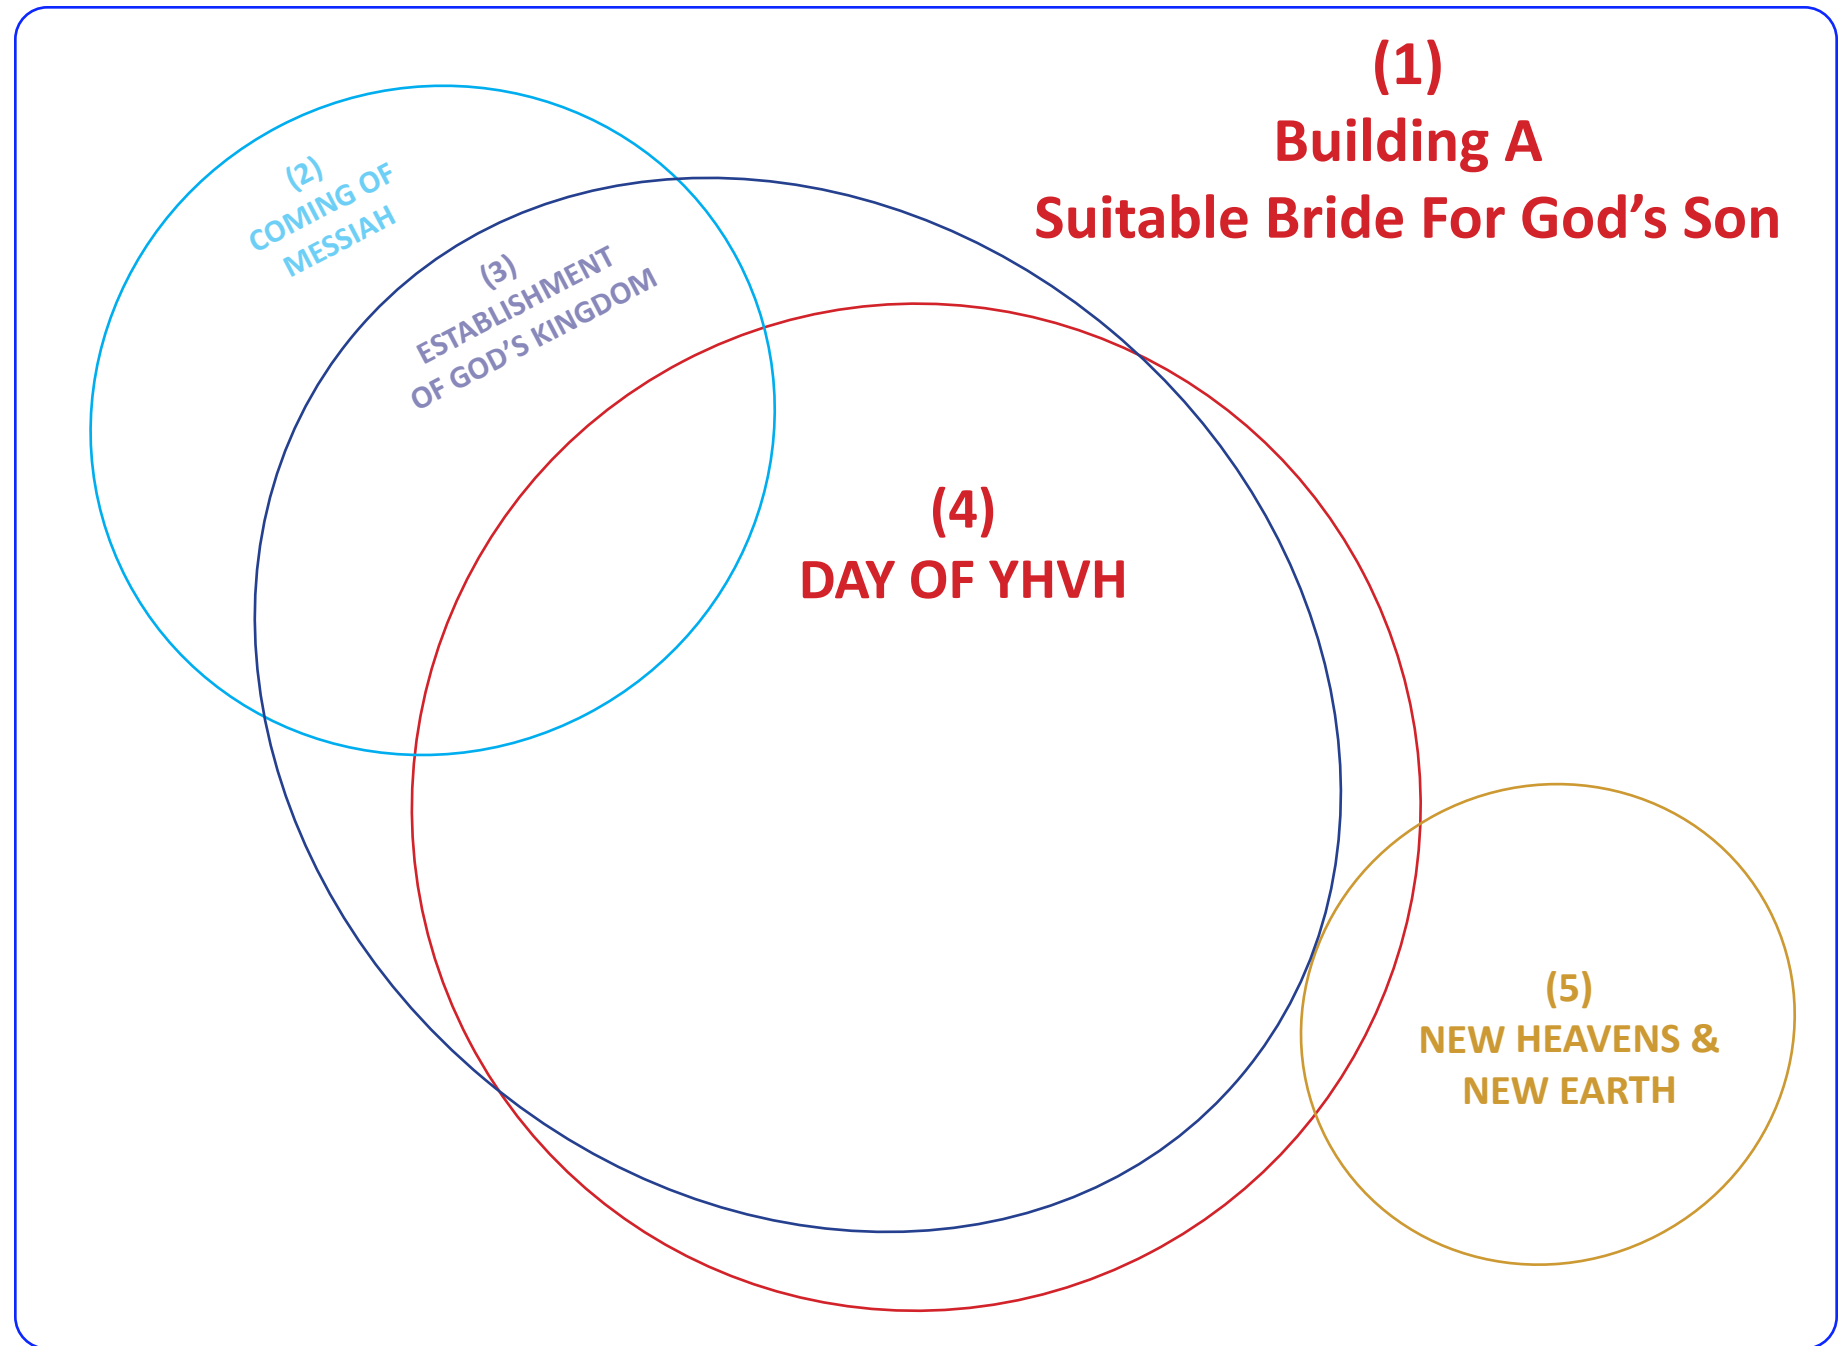 (1)
Building A
Suitable Bride For God’s Son
(2)
COMING OF
MESSIAH
(3)
ESTABLISHMENT
OF GOD’S KINGDOM
(4)
DAY OF YHVH
(5)
NEW HEAVENS &
NEW EARTH